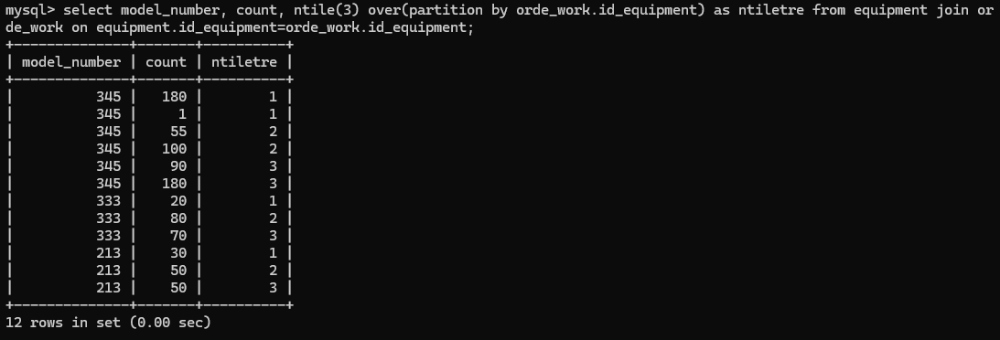 mysql> select model_number, count, ntile(3) over(partition by orde_work.id_equipment) as ntiletre from equipment join or
de_work on equipment.id_equipment=orde_work.id_equipment;
+--------------+-------+----------+
| model_number | count | ntiletre |
+--------------+-------+----------+
|          345 |   180 |        1 |
|          345 |     1 |        1 |
|          345 |    55 |        2 |
|          345 |   100 |        2 |
|          345 |    90 |        3 |
|          345 |   180 |        3 |
|          333 |    20 |        1 |
|          333 |    80 |        2 |
|          333 |    70 |        3 |
|          213 |    30 |        1 |
|          213 |    50 |        2 |
|          213 |    50 |        3 |
+--------------+-------+----------+
12 rows in set (0.00 sec)